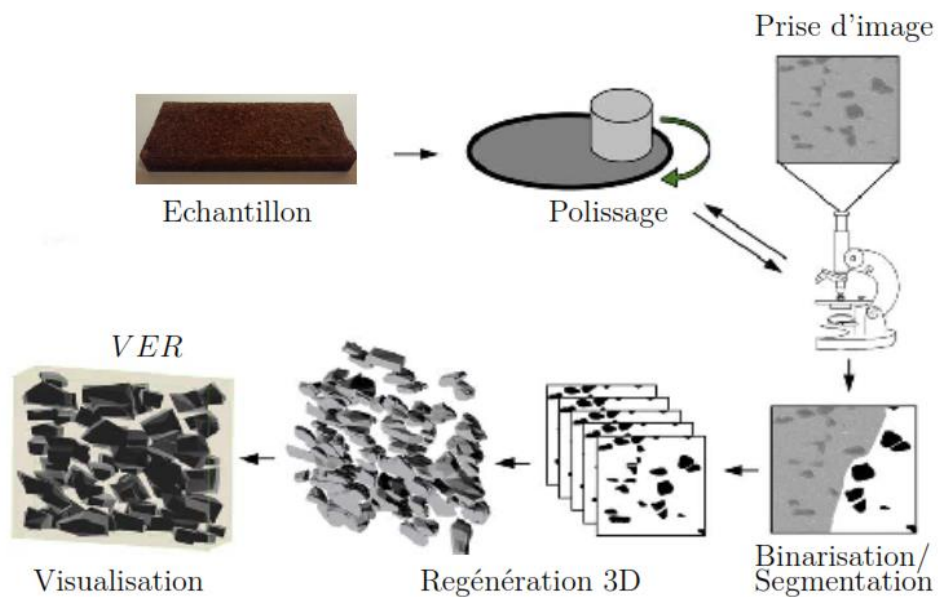 Prise d'image
Echantillon
Polissage
VER
Visualisation
Regénération 3D
Binarisation/
Segmentation